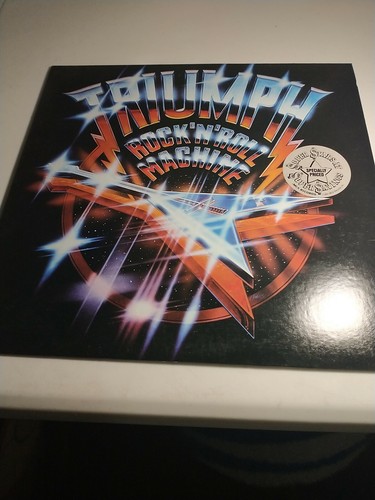 TRIUMPH
ROCK'N'ROLL
MACHINE
SPECIALLY
PRICED